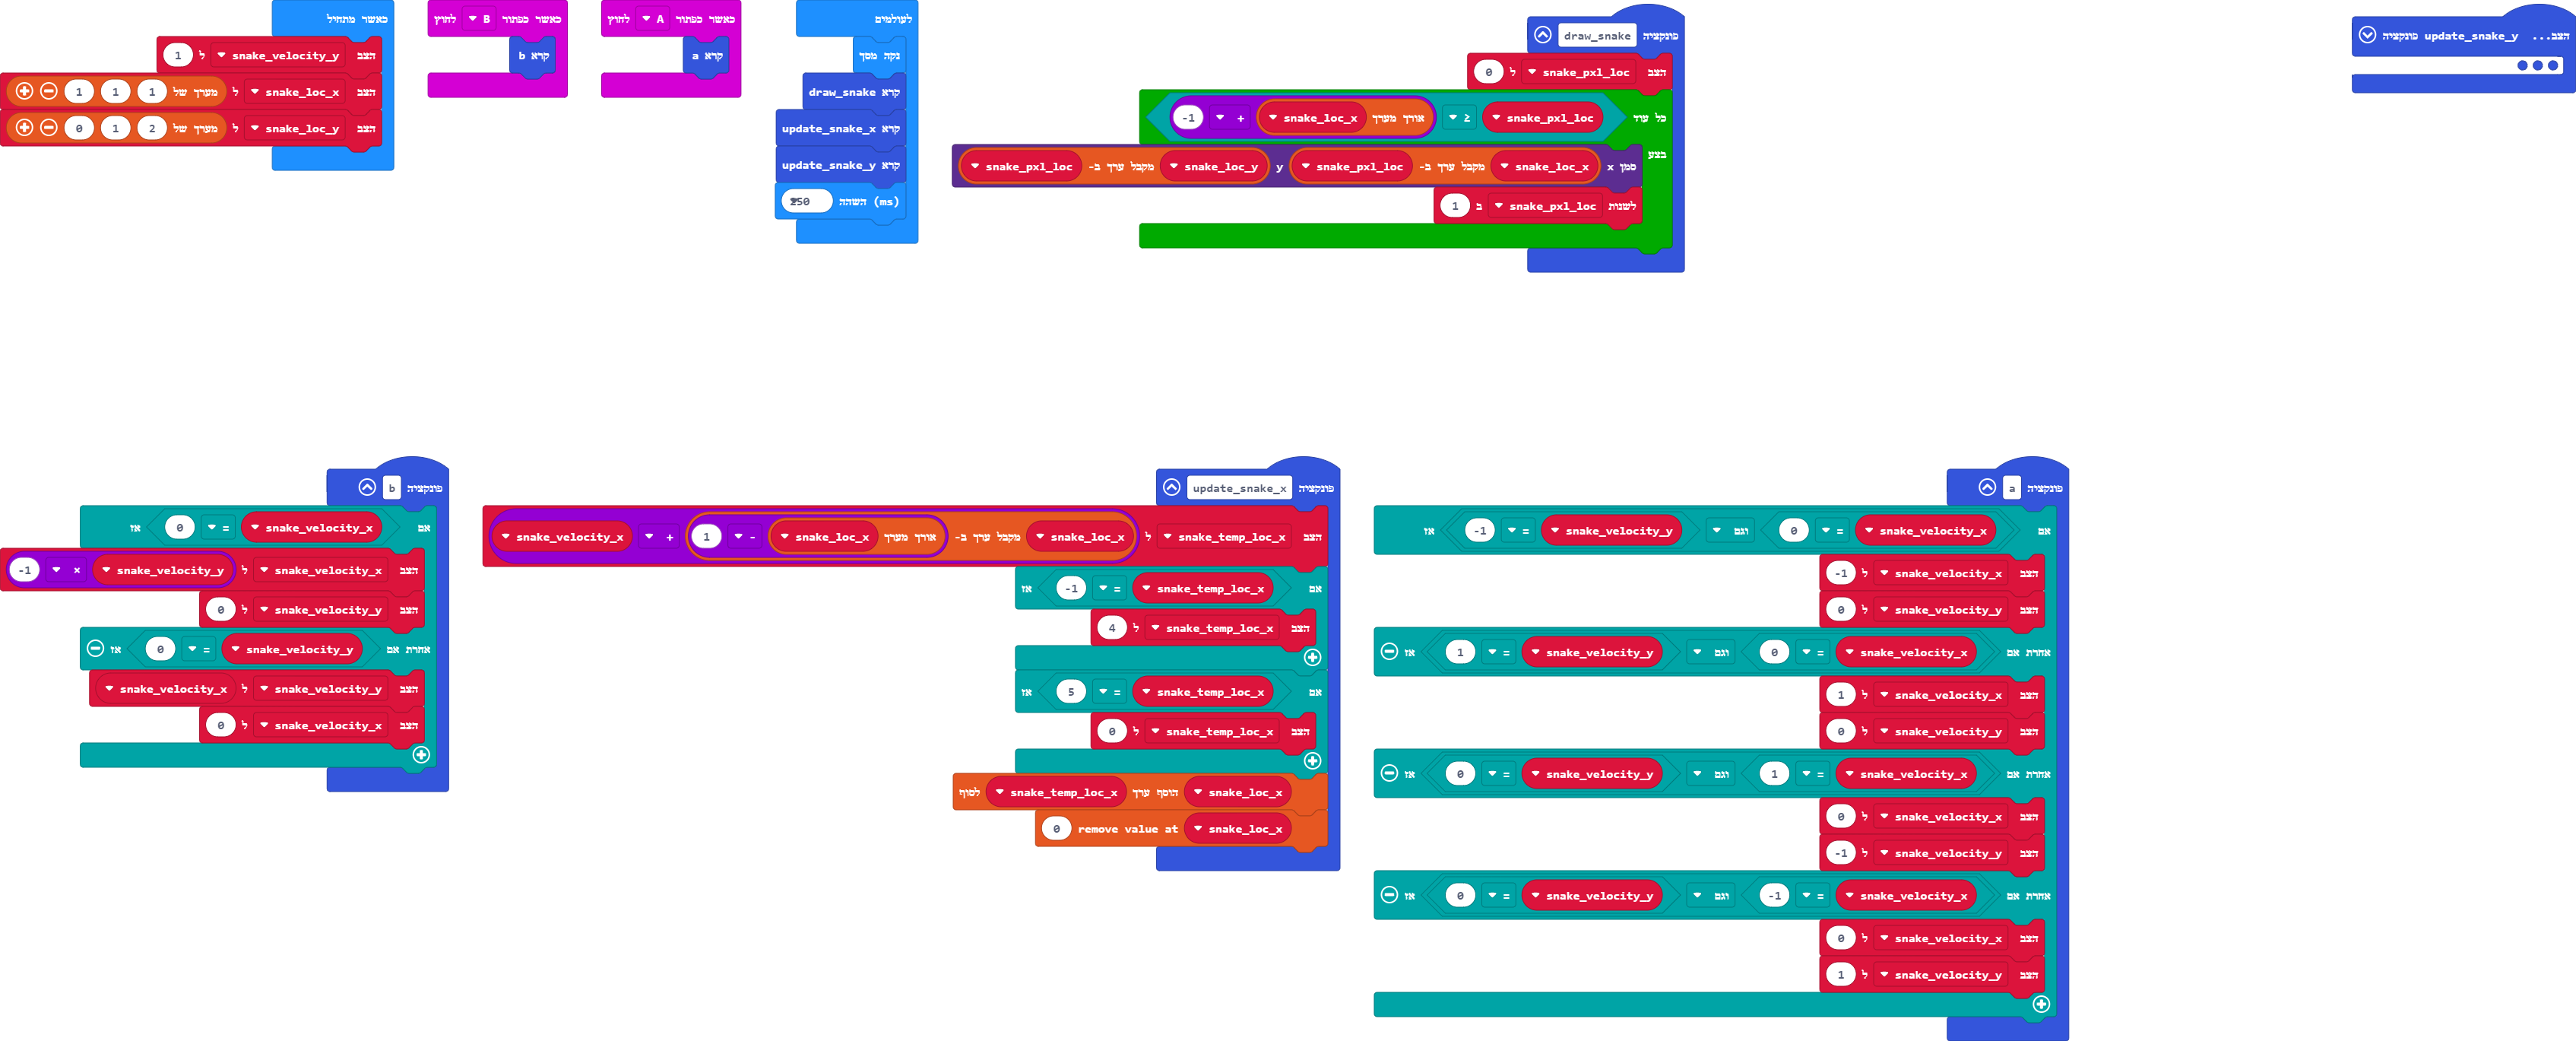 כאשר מתחיל
הצב snake_velocity_y ל 1
הצב snake_loc_x ל מערך של 1 1 1
הצב snake_loc_y ל מערך של 2 1 0
כאשר כפתור B לחוץ
קרא b
כאשר כפתור A לחוץ
קרא a
לעולמים
נקה מסך
קרא draw_snake
קרא update_snake_x
קרא update_snake_y
השהה (ms) 250
פונקציה draw_snake
הצב snake_pxl_loc ל 0
כל עוד snake_pxl_loc ≥ אורך מערך snake_loc_x + -1
בצע
סמן x snake_loc_x מקבל ערך ב- snake_pxl_loc y snake_loc_y מקבל ערך ב- snake_pxl_loc
לשנות snake_pxl_loc ב 1
הצב... update_snake_y פונקציה
פונקציה b
אם snake_velocity_x = 0 אז
הצב snake_velocity_x ל snake_velocity_y × -1
הצב snake_velocity_y ל 0
אחרת אם snake_velocity_y = 0 אז
הצב snake_velocity_y ל snake_velocity_x
הצב snake_velocity_x ל 0
פונקציה update_snake_x
הצב snake_temp_loc_x ל snake_loc_x מקבל ערך ב- אורך מערך snake_loc_x - 1 + snake_velocity_x
אם snake_temp_loc_x = -1 אז
הצב snake_temp_loc_x ל 4
אם snake_temp_loc_x = 5 אז
הצב snake_temp_loc_x ל 0
snake_loc_x הוסף ערך snake_temp_loc_x לסוף
snake_loc_x remove value at 0
פונקציה a
אם snake_velocity_x = 0 וגם snake_velocity_y = -1 אז
הצב snake_velocity_x ל -1
הצב snake_velocity_y ל 0
אחרת אם snake_velocity_x = 0 וגם snake_velocity_y = 1 אז
הצב snake_velocity_x ל 1
הצב snake_velocity_y ל 0
אחרת אם snake_velocity_x = 1 וגם snake_velocity_y = 0 אז
הצב snake_velocity_x ל 0
הצב snake_velocity_y ל -1
אחרת אם snake_velocity_x = -1 וגם snake_velocity_y = 0 אז
הצב snake_velocity_x ל 0
הצב snake_velocity_y ל 1